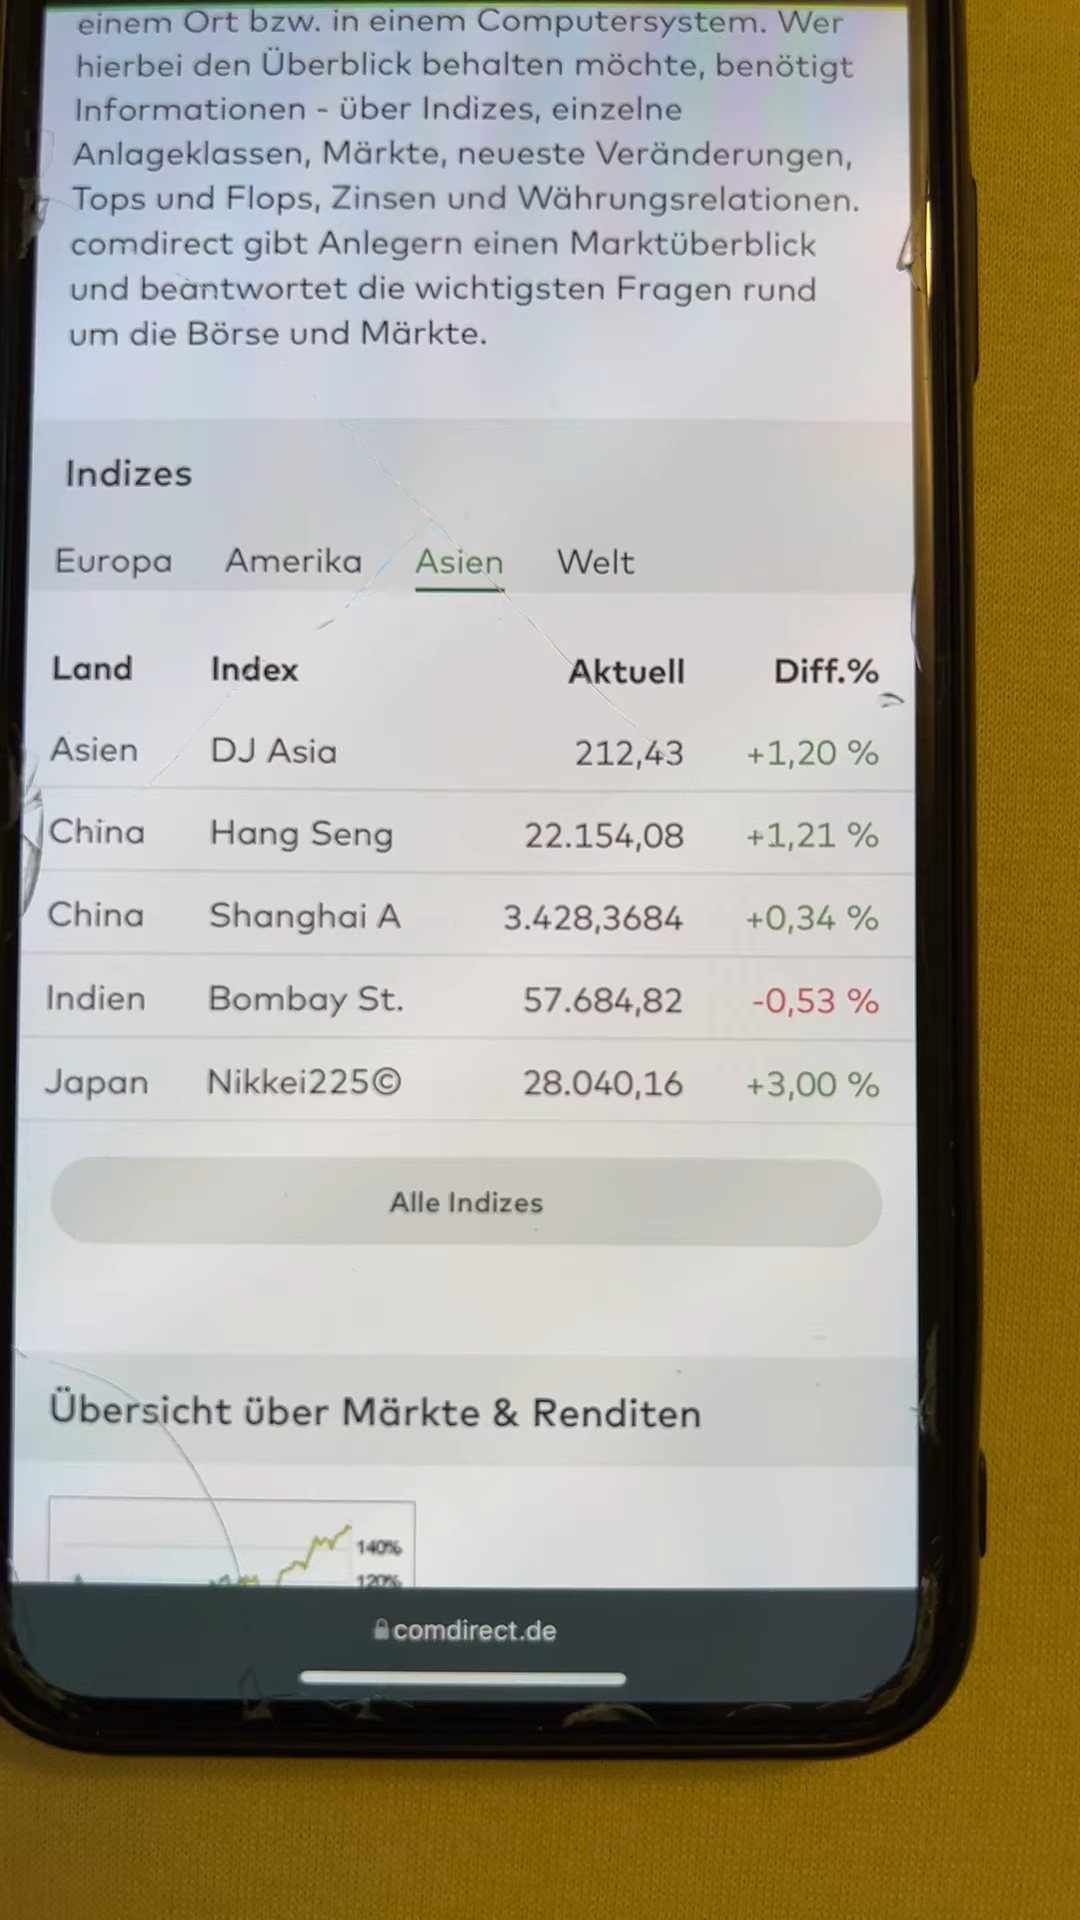 einem Ort bzw. in einem Computersystem. Wer
hierbei den Überblick behalten möchte, benötigt
Informationen - über Indizes, einzelne
Anlageklassen, Märkte, neueste Veränderungen,
Tops und Flops, Zinsen und Währungsrelationen.
comdirect gibt Anlegern einen Marktüberblick
und beantwortet die wichtigsten Fragen rund
um die Börse und Märkte.
Indizes
Europa Amerika Asien Welt
Land Index Aktuell Diff.%
Asien DJ Asia 212,43 +1,20 %
China Hang Seng 22.154,08 +1,21 %
China Shanghai A 3.428,3684 +0,34 %
Indien Bombay St. 57.684,82 -0,53 %
Japan Nikkei225© 28.040,16 +3,00 %
Alle Indizes
Übersicht über Märkte & Renditen
140%
120%
comdirect.de